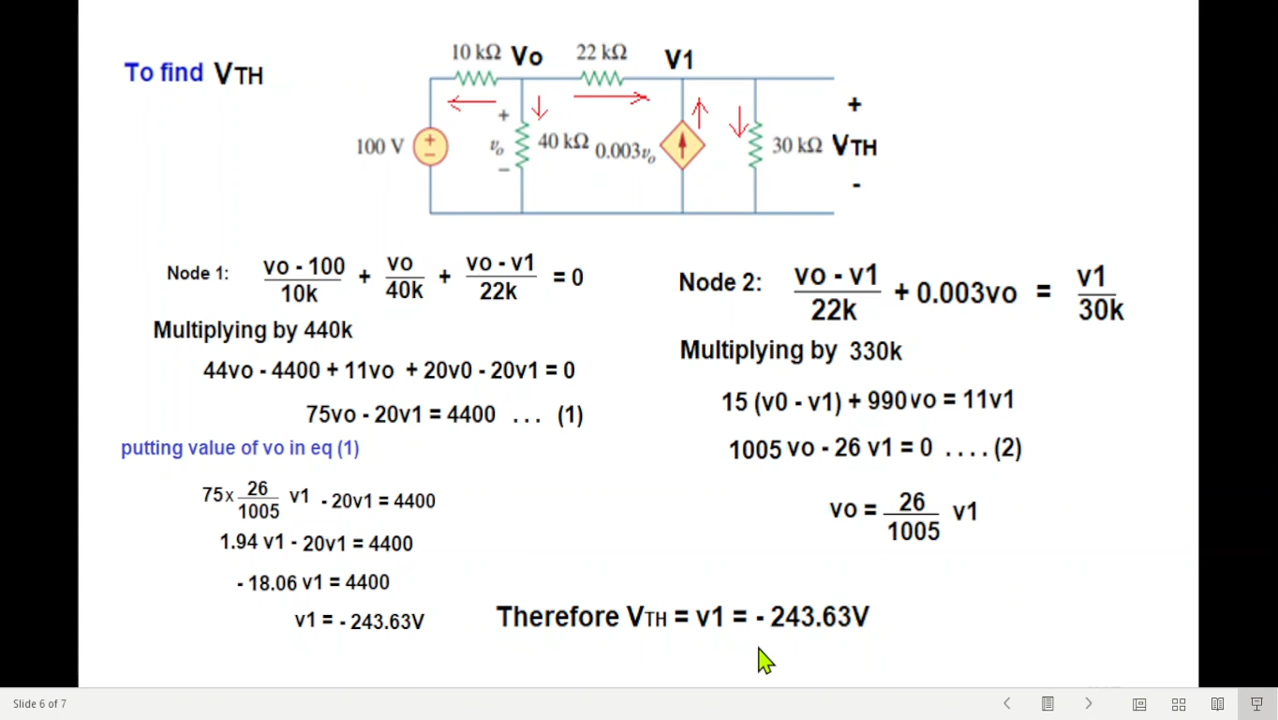 To find VTH
10 kΩ Vo 22 kΩ V1
100 V + − + vo − 40 kΩ 0.003vo 30 kΩ + VTH -
Node 1: vo - 100 / 10k + vo / 40k + vo - v1 / 22k = 0
Multiplying by 440k
44vo - 4400 + 11vo + 20v0 - 20v1 = 0
75vo - 20v1 = 4400 ... (1)
putting value of vo in eq (1)
75x 26 / 1005 v1 - 20v1 = 4400
1.94 v1 - 20v1 = 4400
- 18.06 v1 = 4400
v1 = - 243.63V
Node 2: vo - v1 / 22k + 0.003vo = v1 / 30k
Multiplying by 330k
15 (v0 - v1) + 990vo = 11v1
1005 vo - 26 v1 = 0 ....(2)
vo = 26 / 1005 v1
Therefore VTH = v1 = - 243.63V
Slide 6 of 7